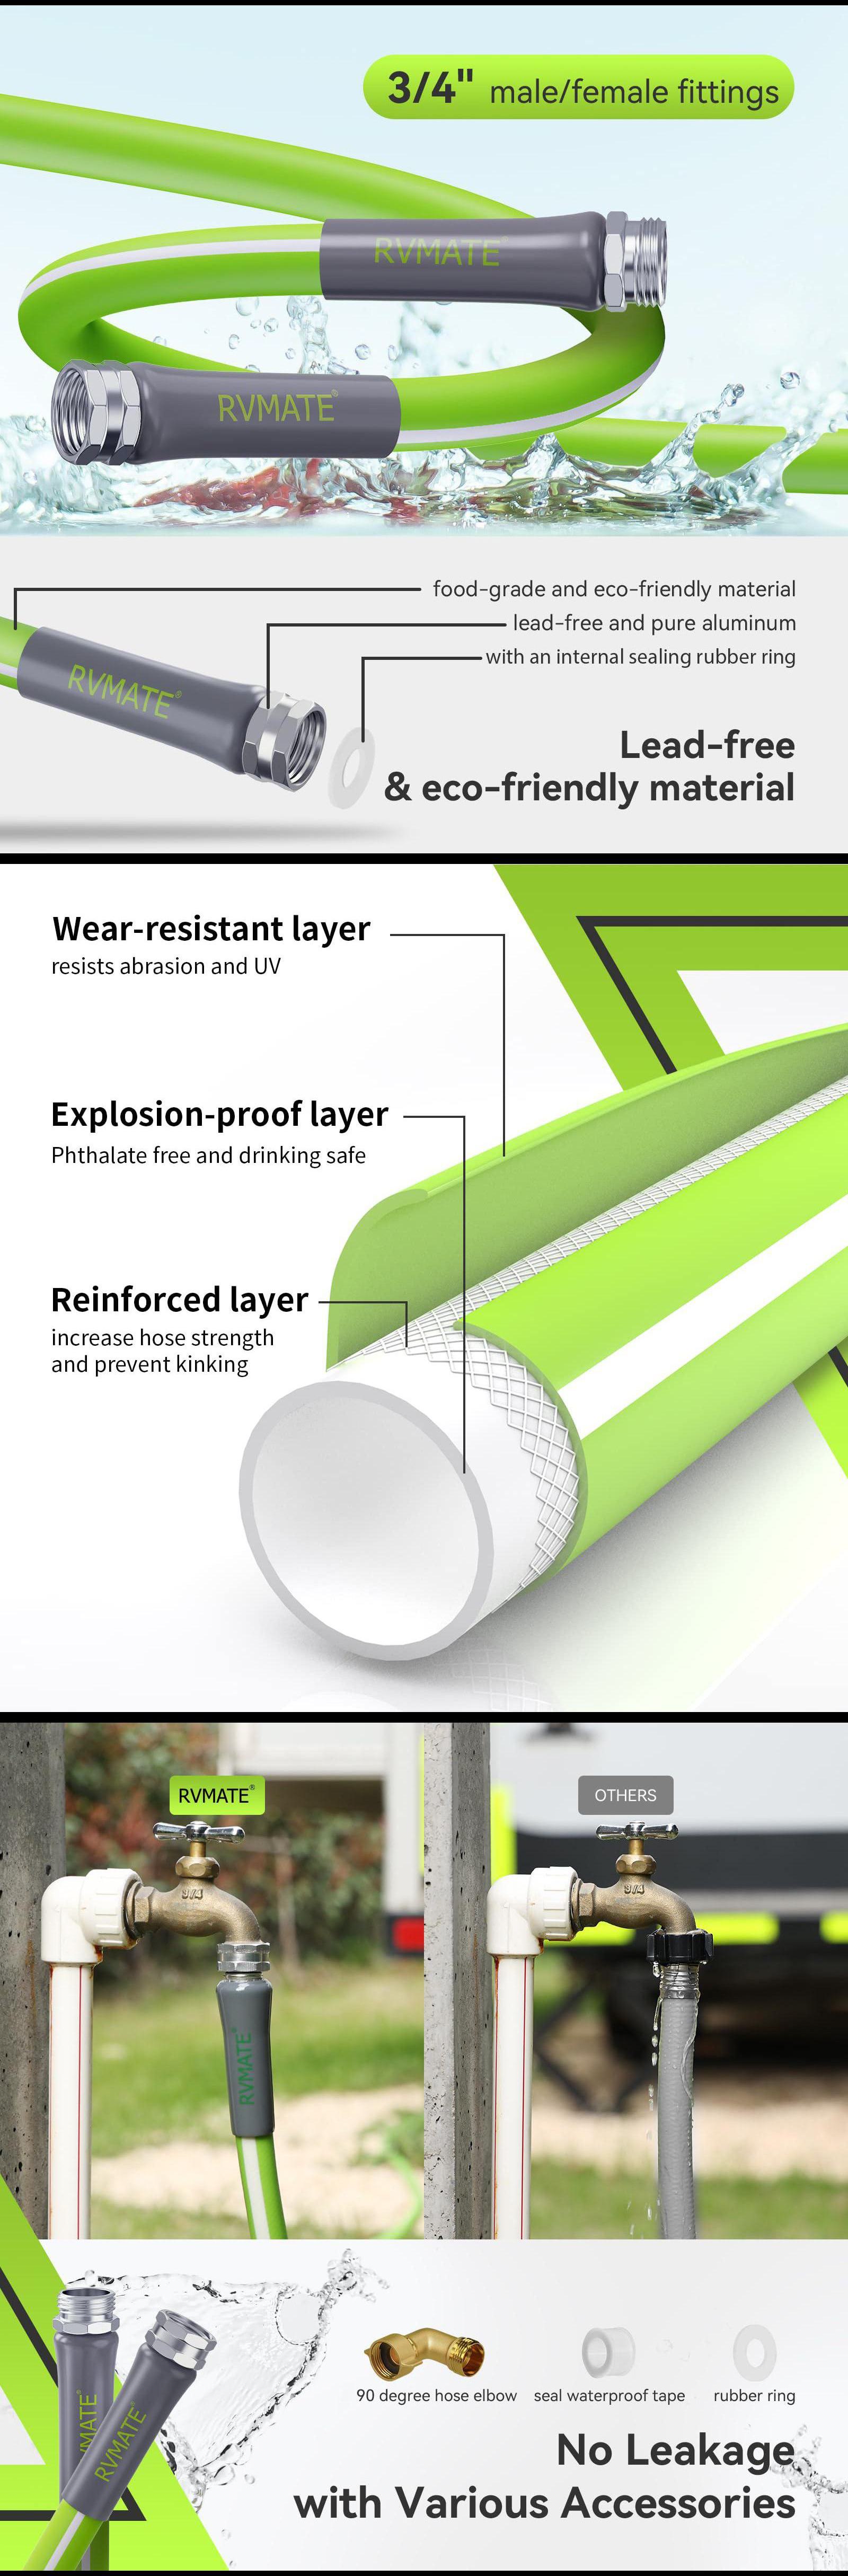 3/4" male/female fittings
RVMATE®
RVMATE®
food-grade and eco-friendly material
lead-free and pure aluminum
with an internal sealing rubber ring
RVMATE®
Lead-free
& eco-friendly material
Wear-resistant layer
resists abrasion and UV
Explosion-proof layer
Phthalate free and drinking safe
Reinforced layer
increase hose strength
and prevent kinking
RVMATE®
OTHERS
3/4
3/4
RVMATE®
90 degree hose elbow
seal waterproof tape
rubber ring
MATE
RVMATE®
No Leakage
with Various Accessories